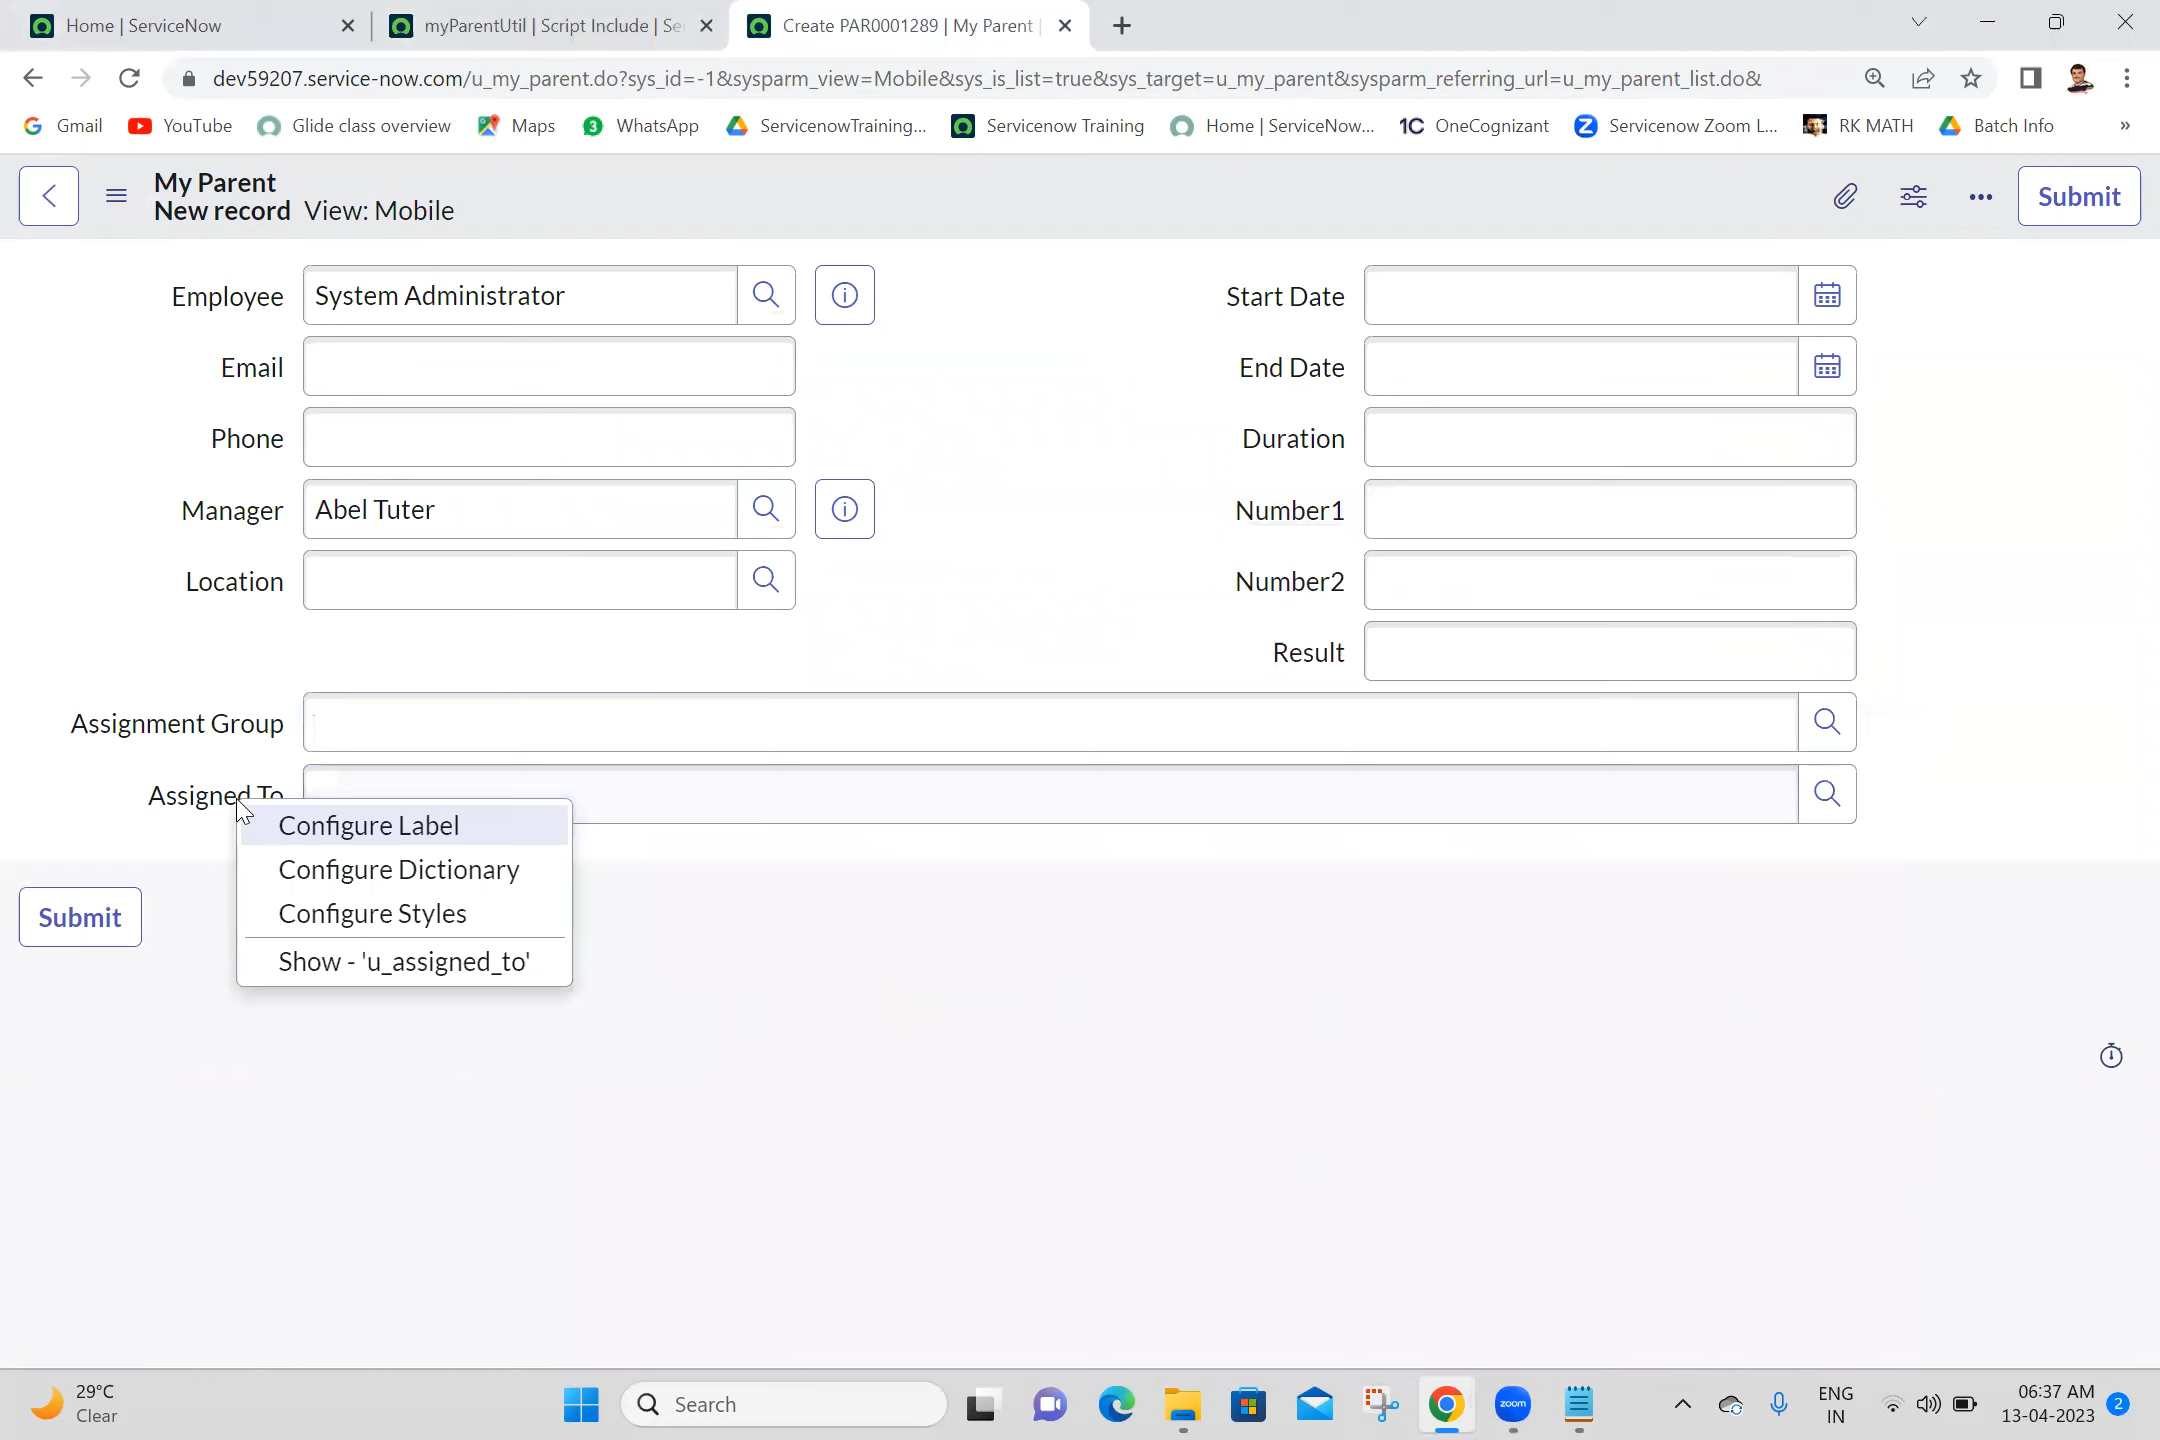 Home | ServiceNow
myParentUtil | Script Include | Se
Create PAR0001289 | My Parent |
dev59207.service-now.com/u_my_parent.do?sys_id=-1&sysparm_view=Mobile&sys_is_list=true&sys_target=u_my_parent&sysparm_referring_url=u_my_parent_list.do&
Gmail
YouTube
Glide class overview
Maps
WhatsApp
ServicenowTraining...
Servicenow Training
Home | ServiceNow...
OneCognizant
Servicenow Zoom L...
RK MATH
Batch Info
»
My Parent
New record View: Mobile
Submit
Employee
System Administrator
Start Date
Email
End Date
Phone
Duration
Manager
Abel Tuter
Number1
Location
Number2
Result
Assignment Group
Assigned To
Configure Label
Configure Dictionary
Configure Styles
Show - 'u_assigned_to'
Submit
29°C
Clear
Search
zoom
ENG
IN
06:37 AM
13-04-2023
2